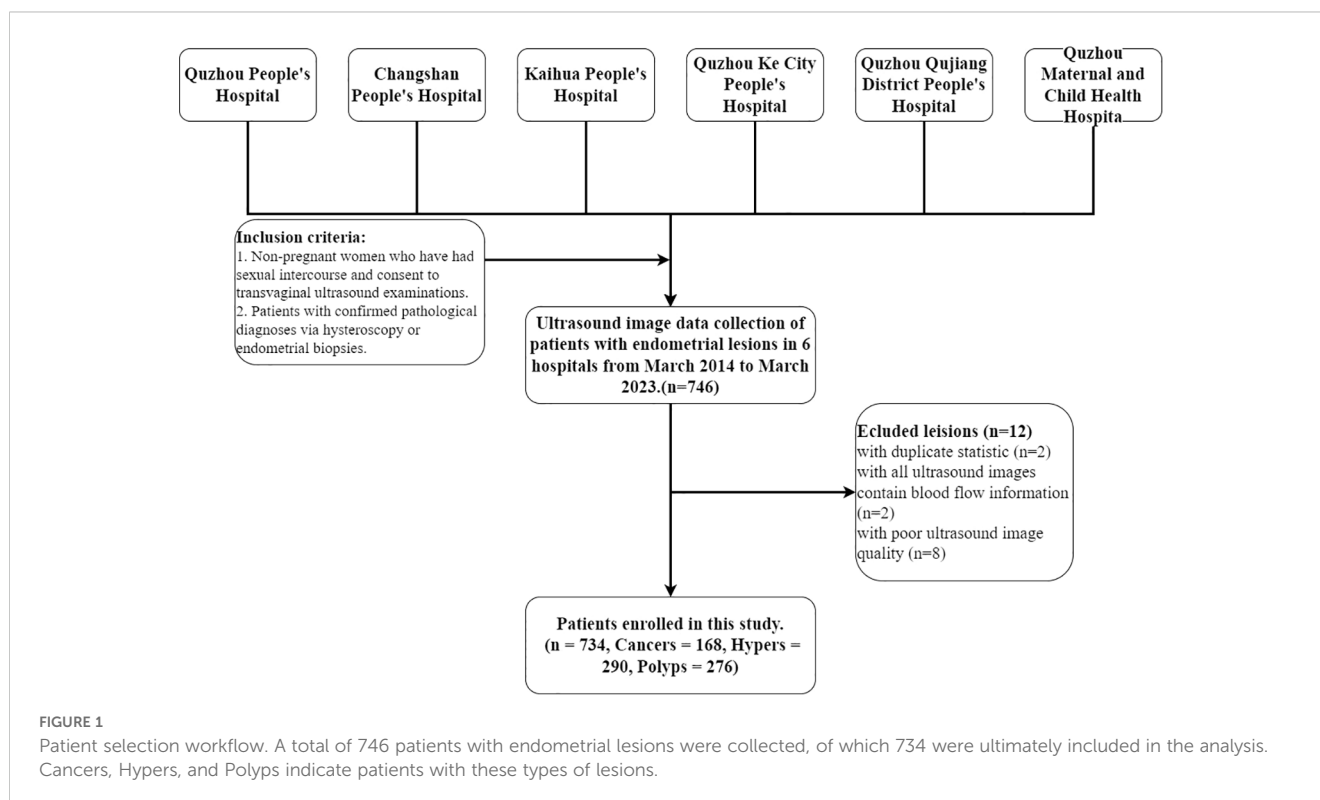 Quzhou People's
Hospital
Changshan
People's Hospital
Kaihua People's
Hospital
Quzhou Ke City
People's
Hospital
Quzhou Qujiang
District People's
Hospital
Quzhou
Maternal and
Child Health
Hospita
Inclusion criteria:
1. Non-pregnant women who have had
sexual intercourse and consent to
transvaginal ultrasound examinations.
2. Patients with confirmed pathological
diagnoses via hysteroscopy or
endometrial biopsies.
Ultrasound image data collection of
patients with endometrial lesions in 6
hospitals from March 2014 to March
2023.(n=746)
Ecluded leisions (n=12)
with duplicate statistic (n=2)
with all ultrasound images
contain blood flow information
(n=2)
with poor ultrasound image
quality (n=8)
Patients enrolled in this study.
(n = 734, Cancers = 168, Hypers =
290, Polyps = 276)
FIGURE 1
Patient selection workflow. A total of 746 patients with endometrial lesions were collected, of which 734 were ultimately included in the analysis.
Cancers, Hypers, and Polyps indicate patients with these types of lesions.